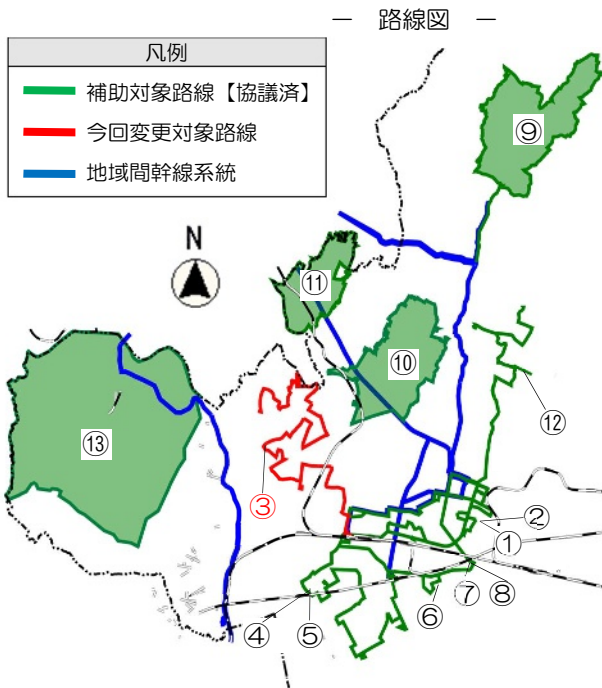 ― 路線図 ―
凡例
補助対象路線【協議済】
今回変更対象路線
地域間幹線系統
N
⑨
⑪
⑩
⑫
⑬
③
②
①
④
⑤
⑥
⑦
⑧